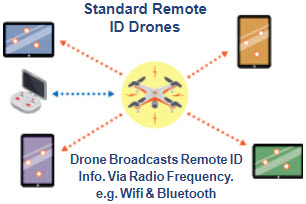 Standard Remote
ID Drones
Drone Broadcasts Remote ID
Info. Via Radio Frequency.
e.g. Wifi & Bluetooth